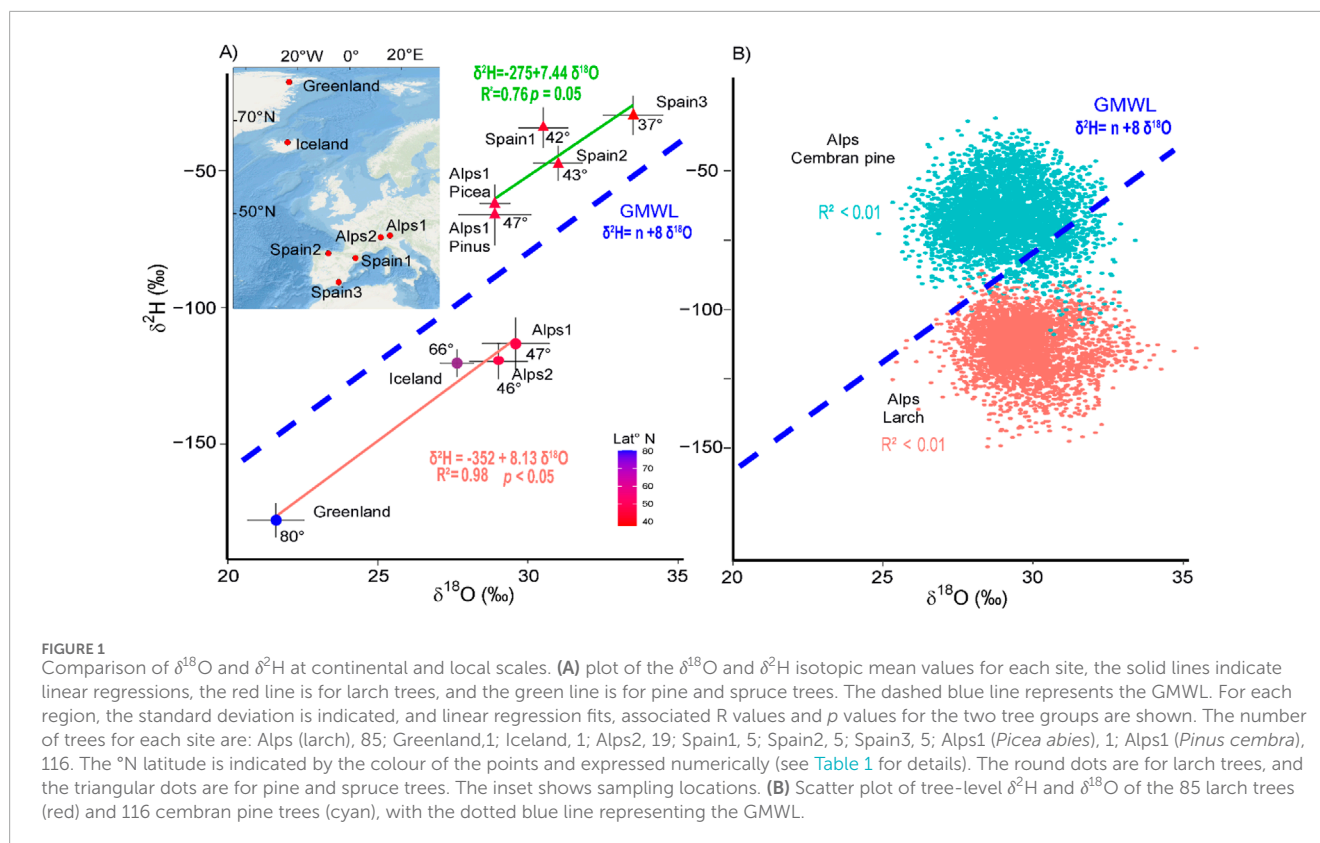 A)
20°W 0° 20°E
Greenland
70°N
Iceland
50°N
Alps2 Alps1
Spain2
Spain1
Spain3
δ²H=-275+7.44 δ¹⁸O
R²=0.76 p = 0.05
Spain3
37°
Spain1 42°
Spain2
43°
Alps1
Picea
Alps1
Pinus
47°
GMWL
δ²H= n +8 δ¹⁸O
Alps1
47°
66°
Iceland
Alps2
46°
δ²H = -352 + 8.13 δ¹⁸O
R²= 0.98 p < 0.05
Lat° N
80
70
60
50
40
Greenland
80°
−50
−100
−150
δ²H (‰)
20 25 30 35
δ¹⁸O (‰)
B)
GMWL
δ²H= n +8 δ¹⁸O
Alps
Cembran pine
R² < 0.01
Alps
Larch
R² < 0.01
−50
−100
−150
20 25 30 35
δ¹⁸O (‰)
FIGURE 1
Comparison of δ¹⁸O and δ²H at continental and local scales. (A) plot of the δ¹⁸O and δ²H isotopic mean values for each site, the solid lines indicate
linear regressions, the red line is for larch trees, and the green line is for pine and spruce trees. The dashed blue line represents the GMWL. For each
region, the standard deviation is indicated, and linear regression fits, associated R values and p values for the two tree groups are shown. The number
of trees for each site are: Alps (larch), 85; Greenland,1; Iceland, 1; Alps2, 19; Spain1, 5; Spain2, 5; Spain3, 5; Alps1 (Picea abies), 1; Alps1 (Pinus cembra),
116. The °N latitude is indicated by the colour of the points and expressed numerically (see Table 1 for details). The round dots are for larch trees, and
the triangular dots are for pine and spruce trees. The inset shows sampling locations. (B) Scatter plot of tree-level δ²H and δ¹⁸O of the 85 larch trees
(red) and 116 cembran pine trees (cyan), with the dotted blue line representing the GMWL.